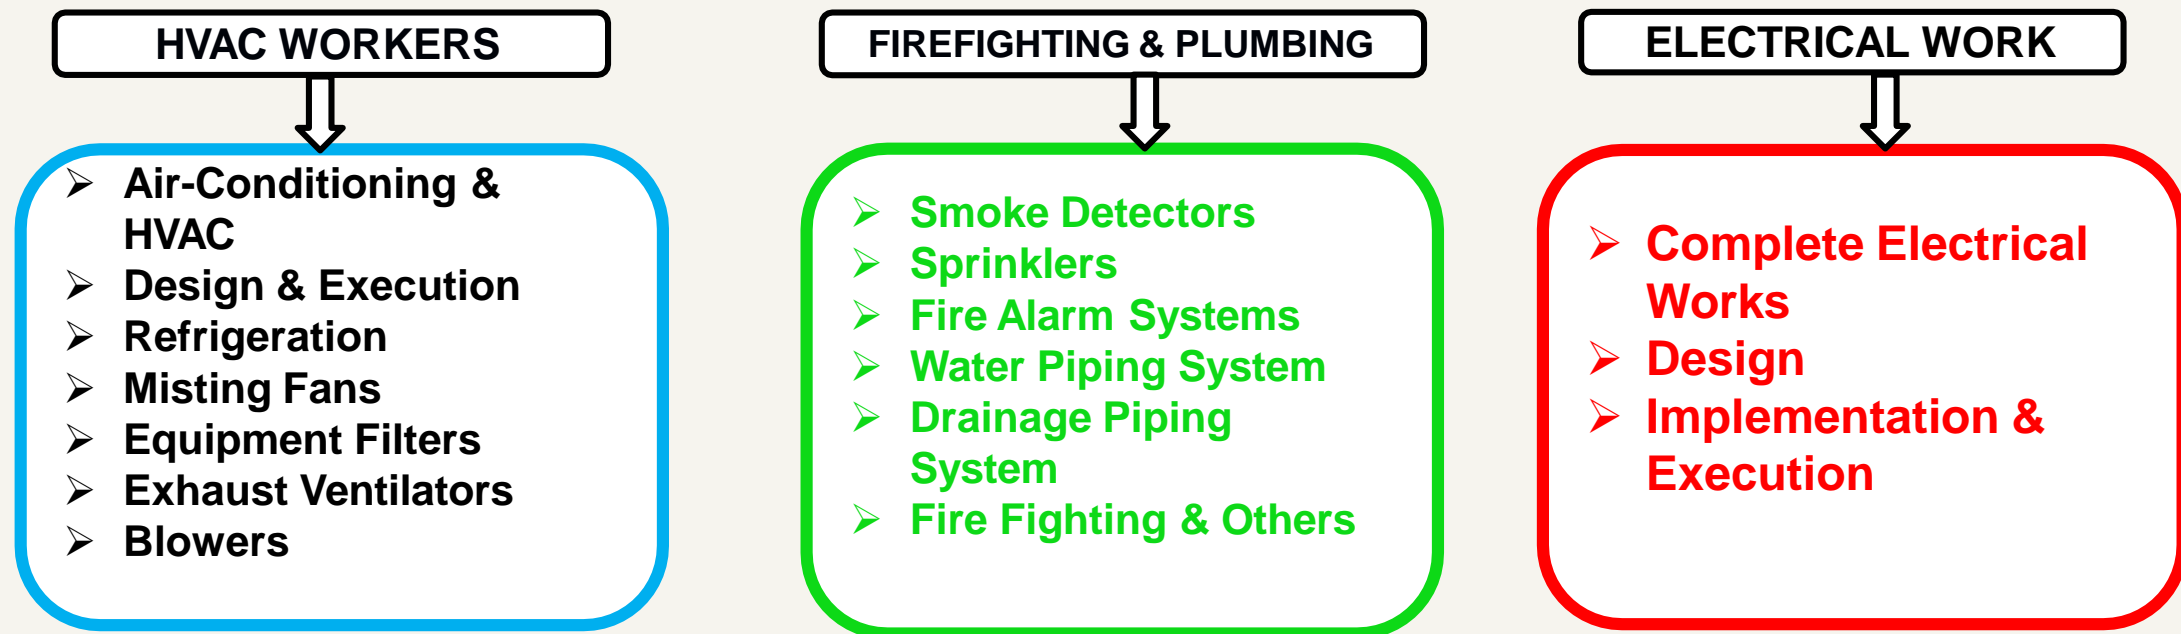 HVAC WORKERS
➢ Air-Conditioning &
HVAC
➢ Design & Execution
➢ Refrigeration
➢ Misting Fans
➢ Equipment Filters
➢ Exhaust Ventilators
➢ Blowers
FIREFIGHTING & PLUMBING
➢ Smoke Detectors
➢ Sprinklers
➢ Fire Alarm Systems
➢ Water Piping System
➢ Drainage Piping
System
➢ Fire Fighting & Others
ELECTRICAL WORK
➢ Complete Electrical
Works
➢ Design
➢ Implementation &
Execution